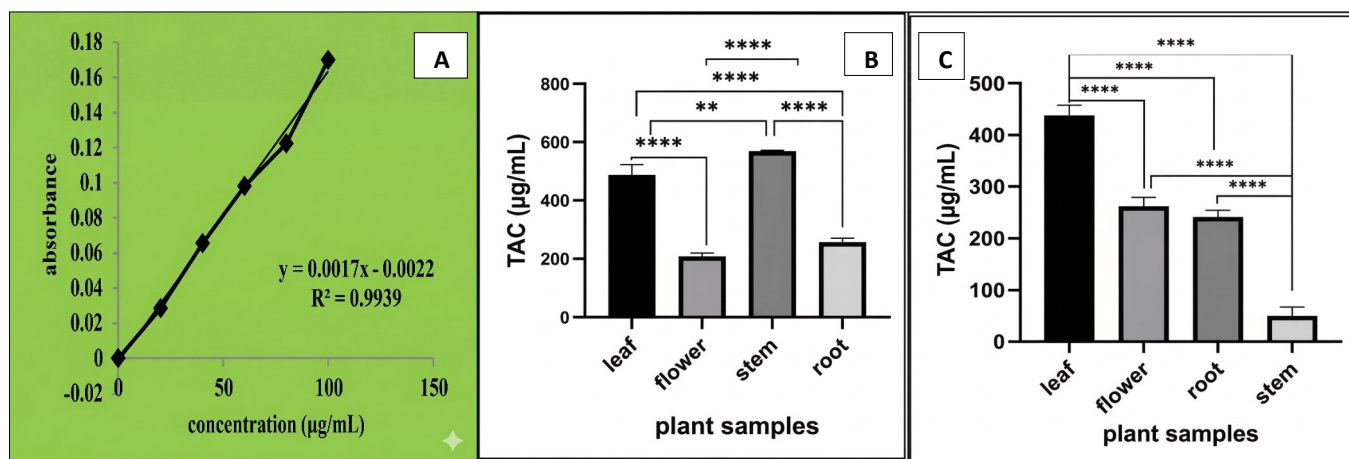 A
0.18
0.16
0.14
0.12
0.1
0.08
0.06
0.04
0.02
0
-0.02
absorbance
0 50 100 150
concentration (µg/mL)
y = 0.0017x - 0.0022
R² = 0.9939
B
****
****
** ****
****
800
600
400
200
0
TAC (µg/mL)
leaf flower stem root
plant samples
C
****
****
****
****
****
500
400
300
200
100
0
TAC (µg/mL)
leaf flower root stem
plant samples